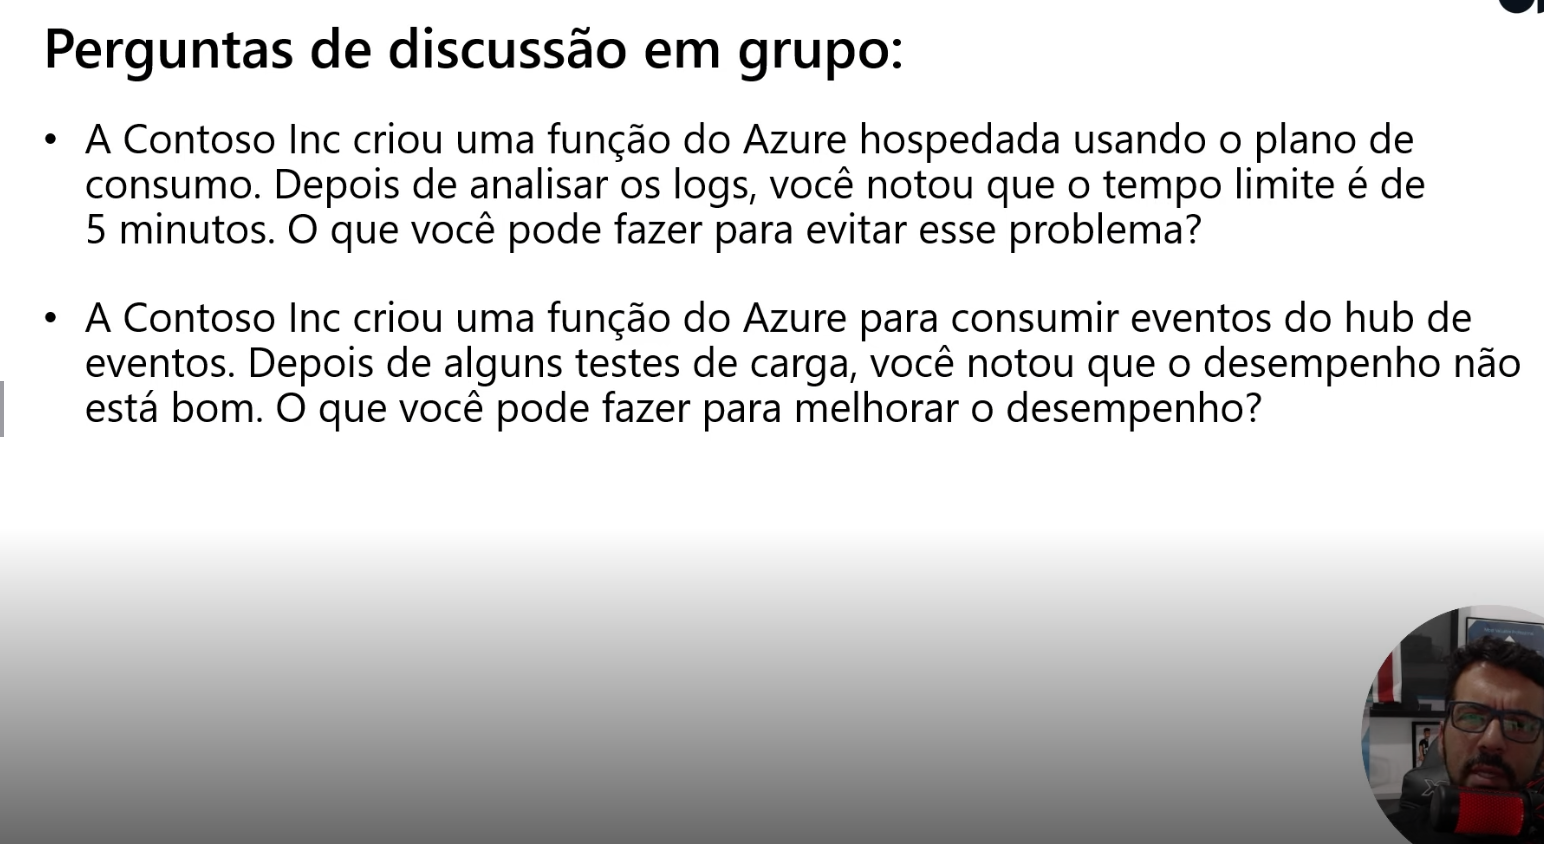 Perguntas de discussão em grupo:
• A Contoso Inc criou uma função do Azure hospedada usando o plano de
consumo. Depois de analisar os logs, você notou que o tempo limite é de
5 minutos. O que você pode fazer para evitar esse problema?
• A Contoso Inc criou uma função do Azure para consumir eventos do hub de
eventos. Depois de alguns testes de carga, você notou que o desempenho não
está bom. O que você pode fazer para melhorar o desempenho?